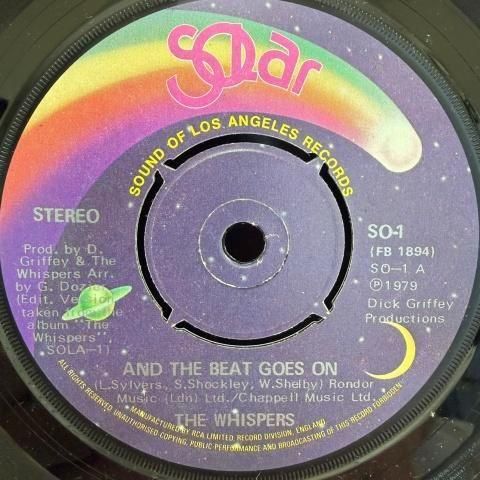 Solar
SOUND OF LOS ANGELES RECORDS
STEREO
Prod. by D.
Griffey & The
Whispers Arr.
by G. Dozier
(Edit. Version
taken from the
album "The
Whispers"
SOLA-1)
SO-1
(FB 1894)
SO-1 A
Ⓟ1979
Dick Griffey
Productions
AND THE BEAT GOES ON
(L.Sylvers, S.Shockley, W.Shelby) Rondor
Music (Ldn) Ltd./Chappell Music Ltd.
THE WHISPERS
MANUFACTURED BY RCA LIMITED, RECORD DIVISION, ENGLAND
ALL RIGHTS RESERVED. UNAUTHORISED COPYING, PUBLIC PERFORMANCE AND BROADCASTING OF THIS RECORD FORBIDDEN